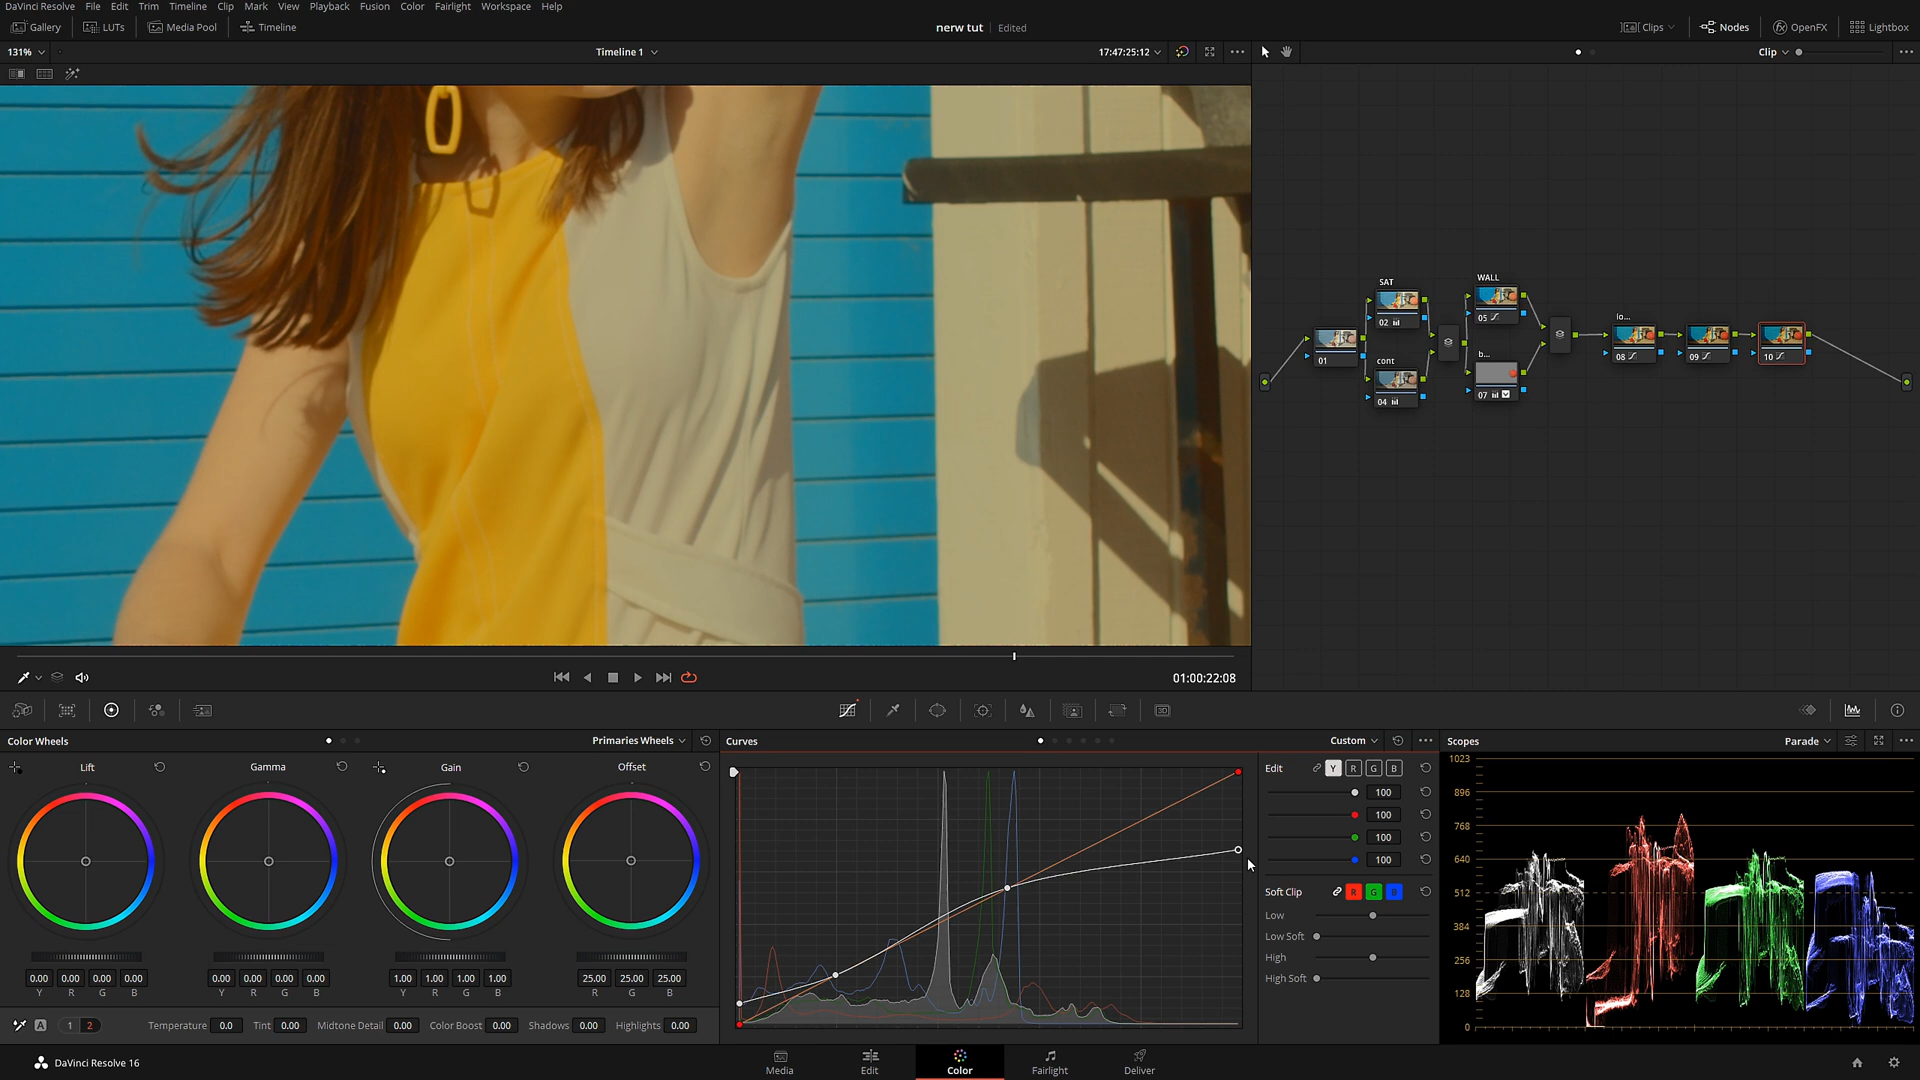 DaVinci Resolve File Edit Trim Timeline Clip Mark View Playback Fusion Color Fairlight Workspace Help
Gallery LUTs Media Pool Timeline nerw tut Edited Clips Nodes OpenFX Lightbox
131% Timeline 1 17:47:25:12 Clip
SAT
02
WALL
05
01
cont
04
b...
07
lo...
08
09
10
01:00:22:08
Color Wheels Primaries Wheels
Lift Gamma Gain Offset
0.00 0.00 0.00 0.00 0.00 0.00 0.00 0.00 1.00 1.00 1.00 1.00 25.00 25.00 25.00
Y R G B Y R G B Y R G B R G B
A 1 2 Temperature 0.0 Tint 0.00 Midtone Detail 0.00 Color Boost 0.00 Shadows 0.00 Highlights 0.00
Curves Custom
Edit Y R G B
100
100
100
100
Soft Clip R G B
Low
Low Soft
High
High Soft
Scopes Parade
1023
896
768
640
512
384
256
128
0
DaVinci Resolve 16
Media Edit Color Fairlight Deliver
3D